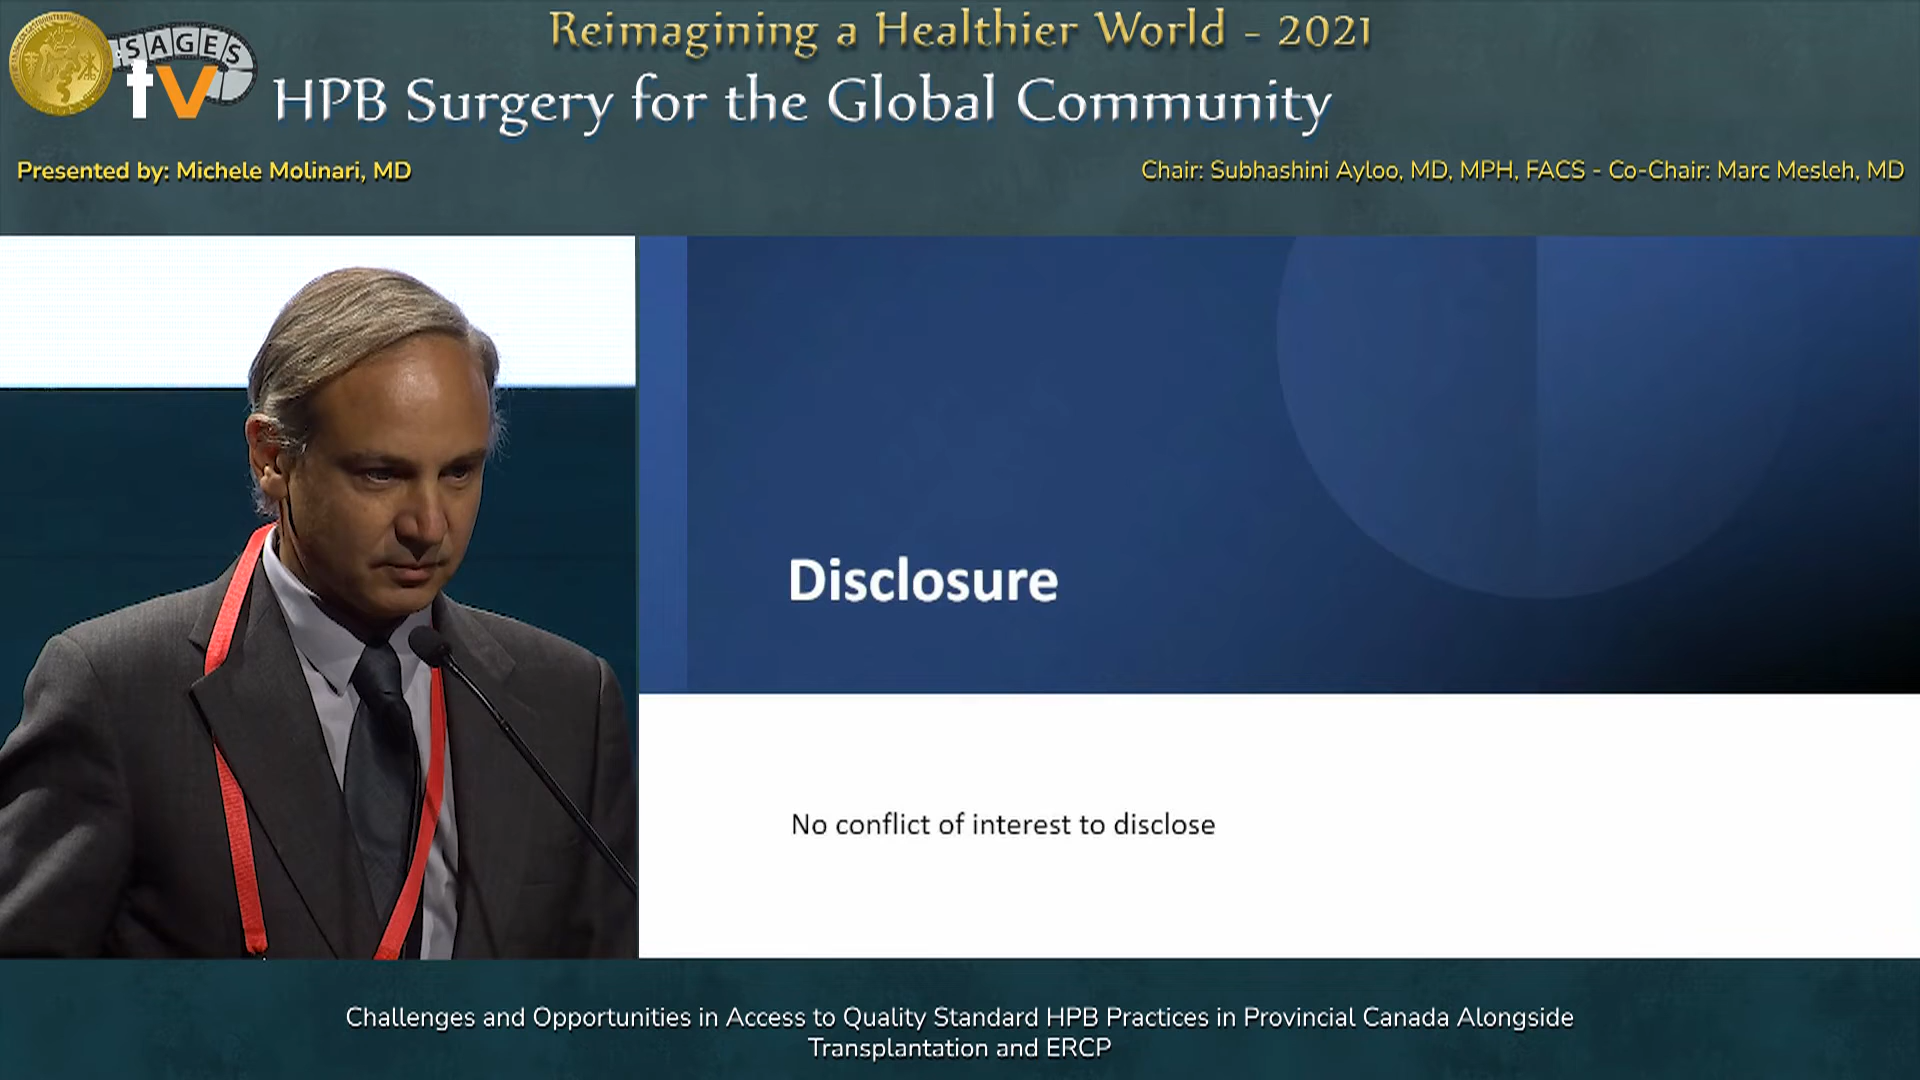 Reimagining a Healthier World - 2021
SAGES
tv
HPB Surgery for the Global Community
Presented by: Michele Molinari, MD
Chair: Subhashini Ayloo, MD, MPH, FACS - Co-Chair: Marc Mesleh, MD
Disclosure
No conflict of interest to disclose
Challenges and Opportunities in Access to Quality Standard HPB Practices in Provincial Canada Alongside
Transplantation and ERCP